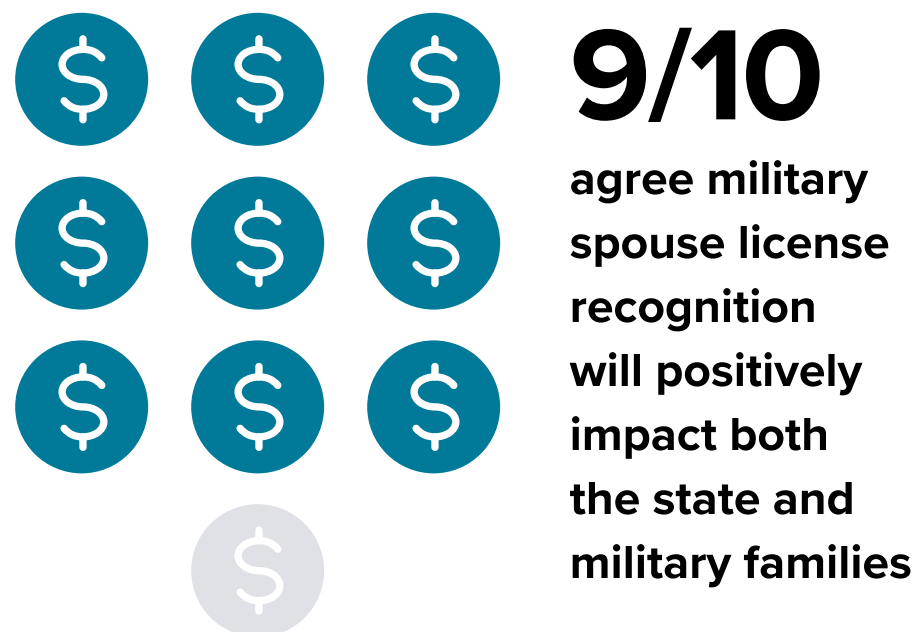 $ $ $
$ $ $
$ $ $
$
9/10
agree military
spouse license
recognition
will positively
impact both
the state and
military families